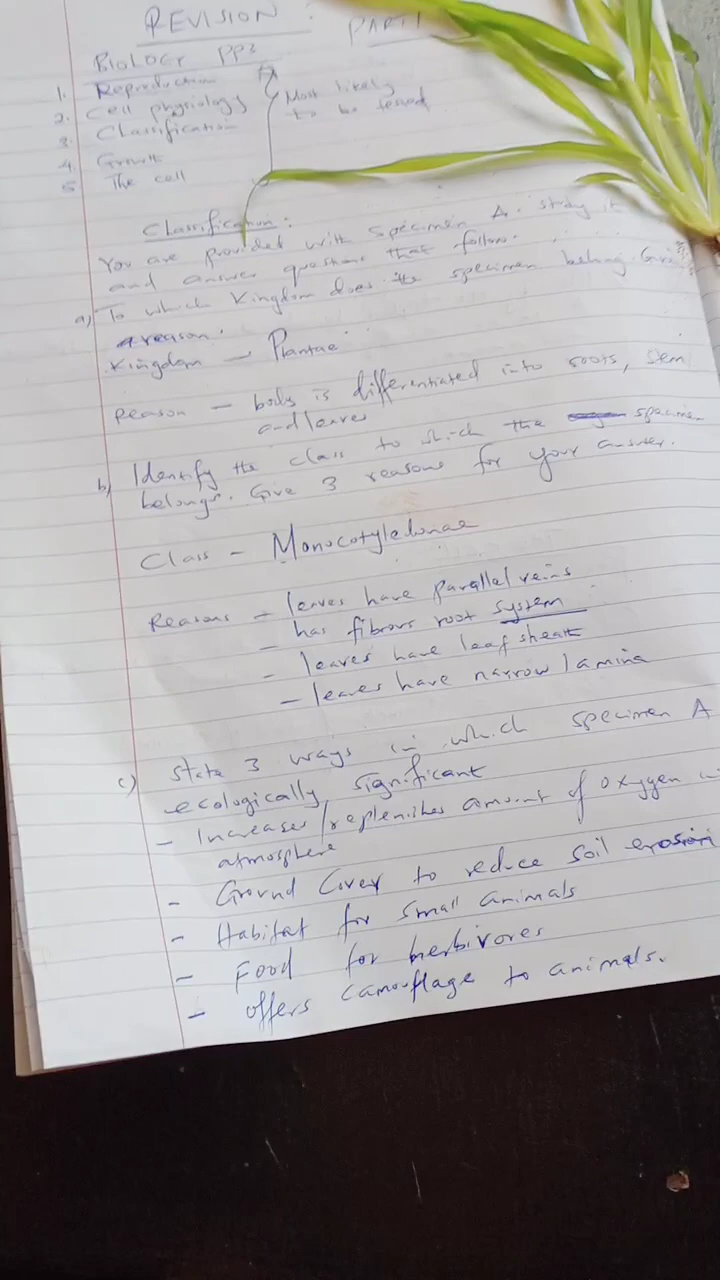 REVISION : PART 1
BIOLOGY PP3
1. Reproduction
2. Cell physiology
3. Classification
4. Growth
5 The cell
Most likely
to be tested
Classification:
You are provided with specimen A. study it
and answer questions that follow.
a) To which Kingdom does the specimen belong. Give
a reason.
Kingdom - Plantae
Reason - body is differentiated into roots, stem
and leaves
b) Identify the class to which the specimen
belongs. Give 3 reasons for your answer.
Class - Monocotyledonae
Reasons - leaves have parallel veins
- has fibrous root system
- leaves have leaf sheath
- leaves have narrow lamina
c) State 3 ways in which specimen A
ecologically significant
- Increases/replenishes amount of oxygen
atmosphere
- Ground Cover to reduce soil erosion
- Habitat for small animals
- Food for herbivores
- offers camouflage to animals.